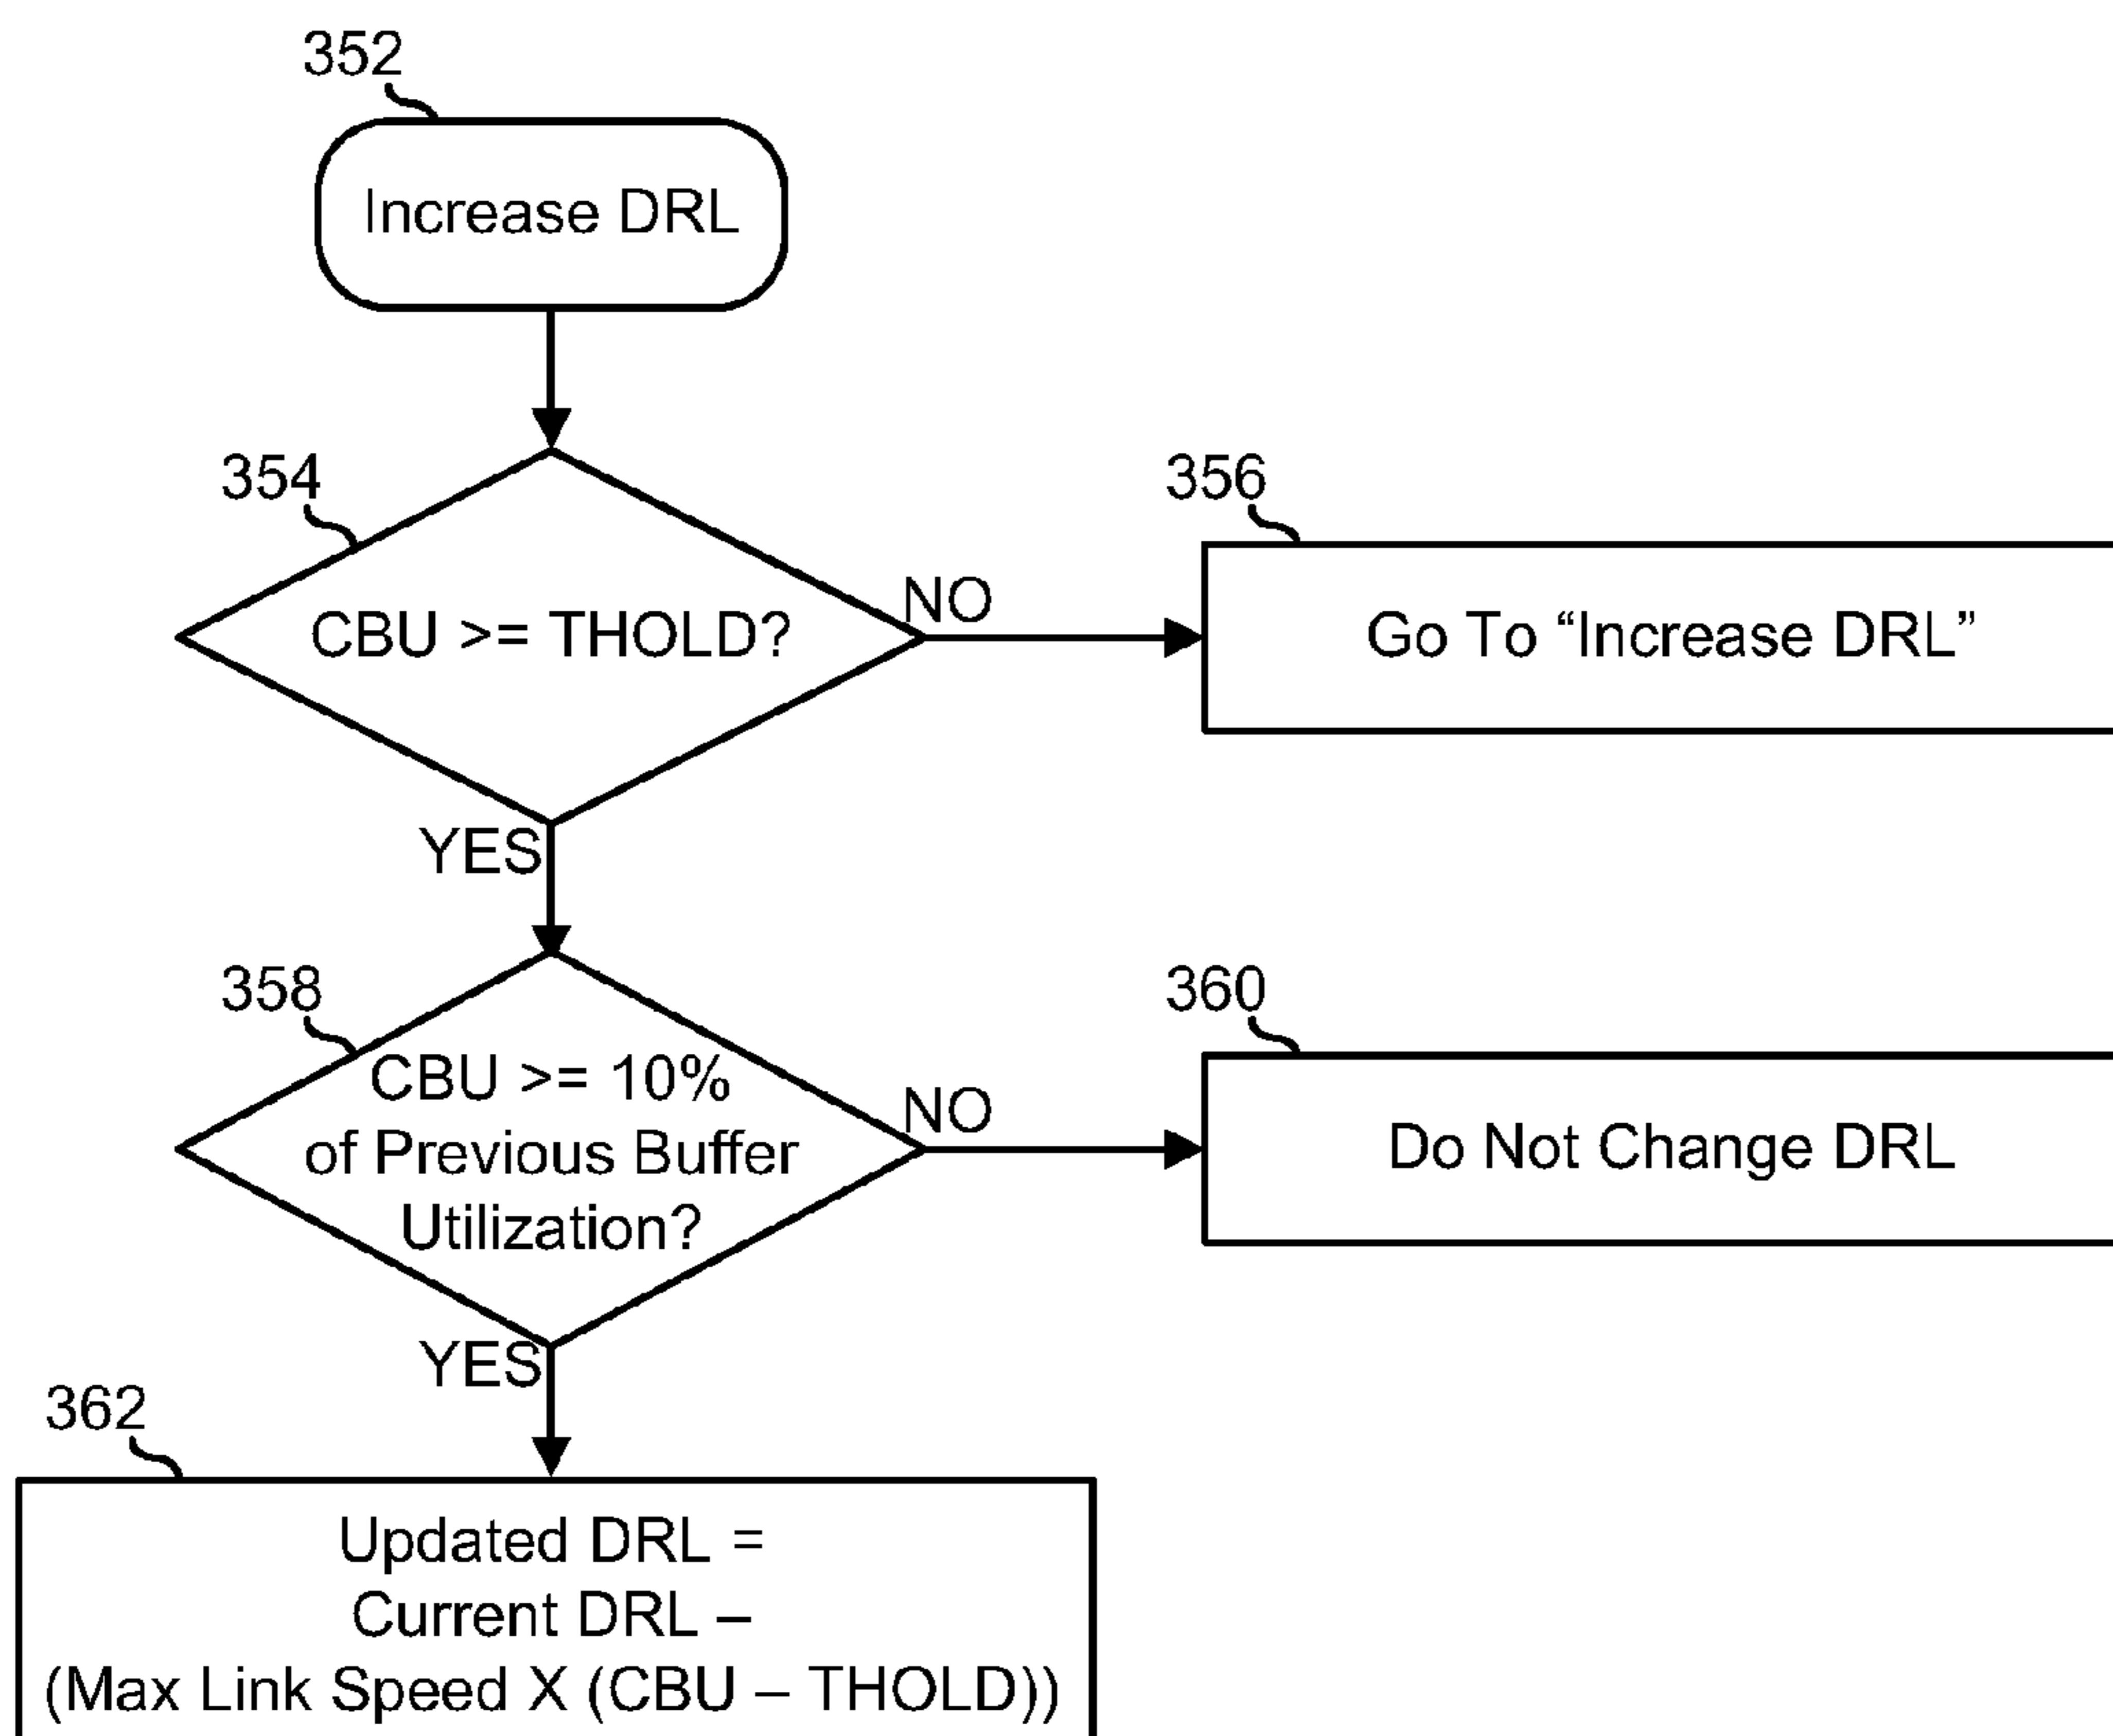 352
Increase DRL
354
CBU >= THOLD?
NO
356
Go To “Increase DRL”
YES
358
CBU >= 10%
of Previous Buffer
Utilization?
NO
360
Do Not Change DRL
YES
362
Updated DRL =
Current DRL –
(Max Link Speed X (CBU – THOLD))